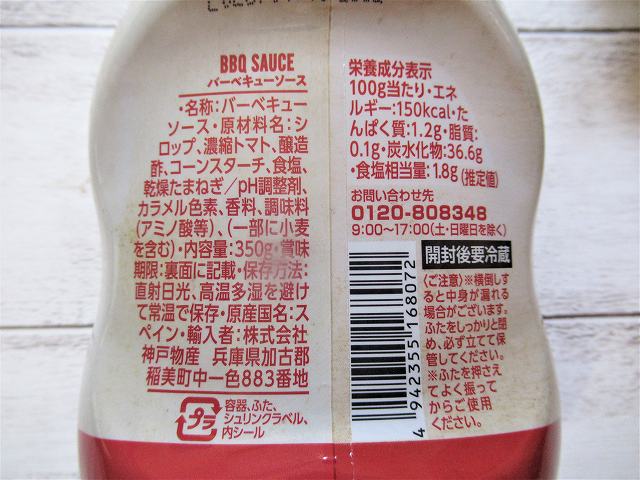 BBQ SAUCE
バーベキューソース
・名称:バーベキュー
ソース・原材料名:シ
ロップ、濃縮トマト、醸造
酢、コーンスターチ、食塩、
乾燥たまねぎ/pH調整剤、
カラメル色素、香料、調味料
(アミノ酸等)、(一部に小麦
を含む)・内容量:350g・賞味
期限:裏面に記載・保存方法:
直射日光、高温多湿を避け
て常温で保存・原産国名:ス
ペイン・輸入者:株式会社
神戸物産 兵庫県加古郡
稲美町中一色883番地
プラ
容器、ふた、
シュリンクラベル、
内シール
栄養成分表示
100g当たり・エネ
ルギー:150kcal・た
んぱく質:1.2g・脂質:
0.1g・炭水化物:36.6g
・食塩相当量:1.8g(推定値)
お問い合わせ先
0120-808348
9:00〜17:00(土・日曜日を除く)
開封後要冷蔵
〈ご注意〉※横倒しす
ると中身が漏れる
場合がございます。
ふたをしっかりと閉
め、必ず立てて保
管してください。
※ふたを押さえ
てよく振って
からご使用
ください。
4 942355 168072